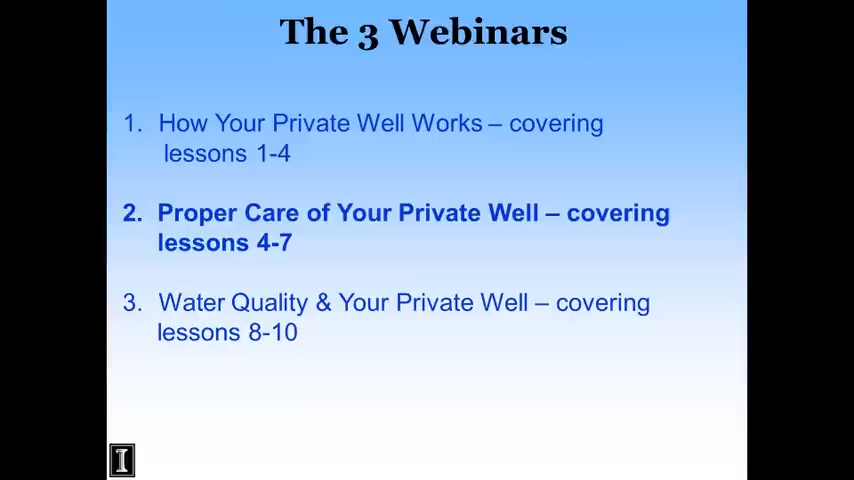 The 3 Webinars
1. How Your Private Well Works – covering
lessons 1-4
2. Proper Care of Your Private Well – covering
lessons 4-7
3. Water Quality & Your Private Well – covering
lessons 8-10
I